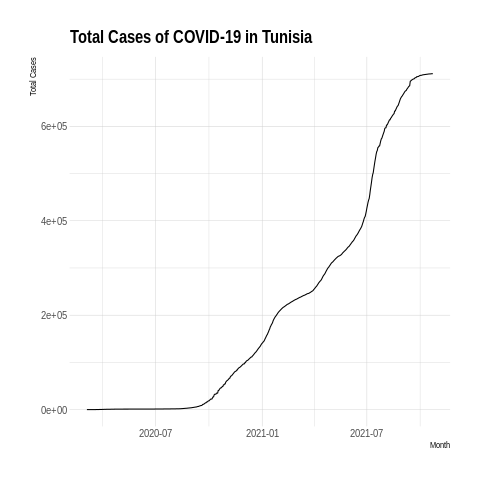 Total Cases of COVID-19 in Tunisia
Total Cases
6e+05
4e+05
2e+05
0e+00
2020-07 2021-01 2021-07
Month